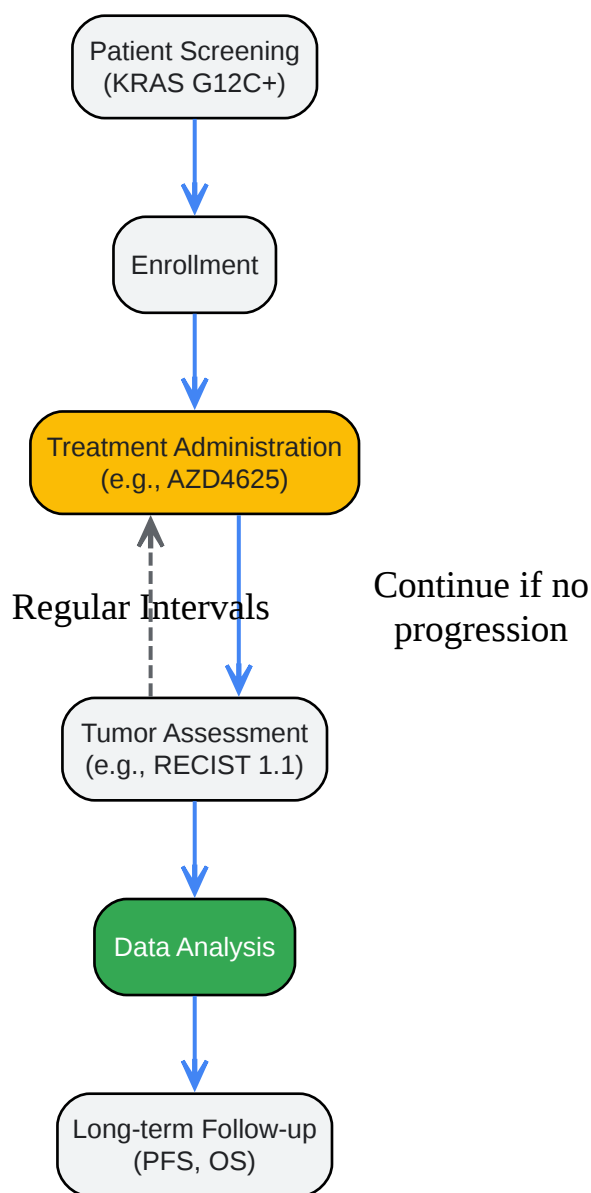 Patient Screening
(KRAS G12C+)
Enrollment
Treatment Administration
(e.g., AZD4625)
Regular Intervals
Continue if no
progression
Tumor Assessment
(e.g., RECIST 1.1)
Data Analysis
Long-term Follow-up
(PFS, OS)